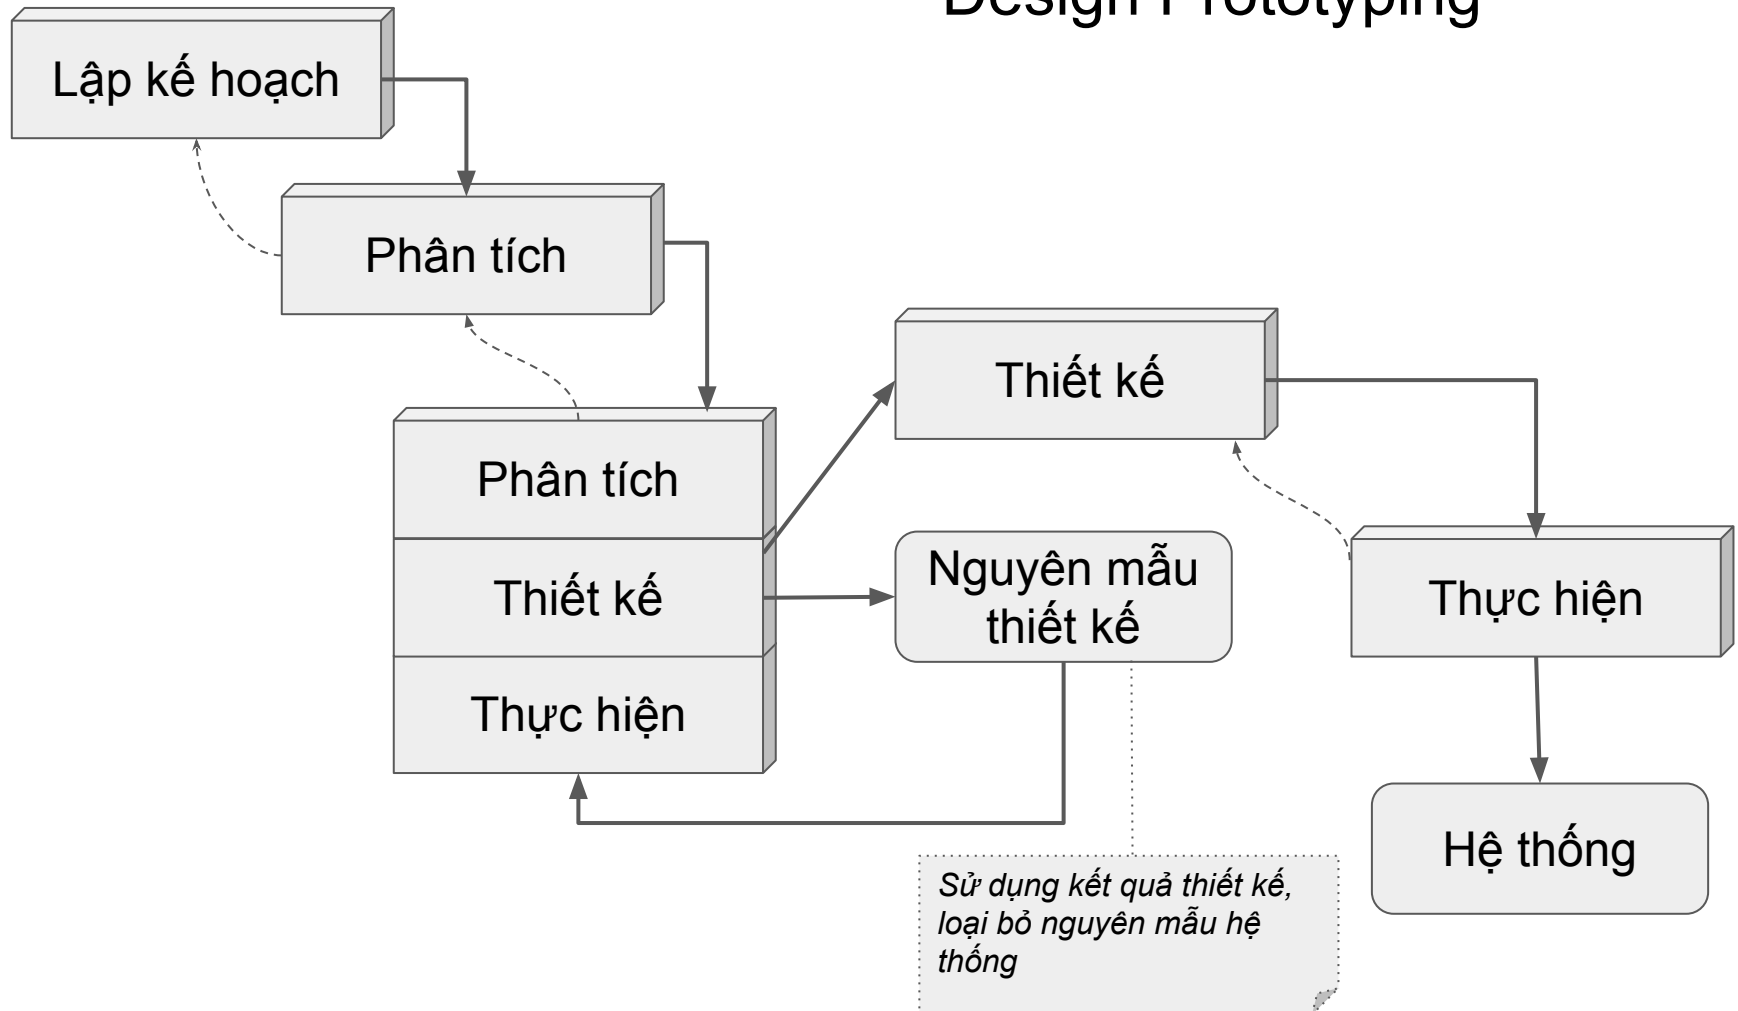 Design Prototyping
Lập kế hoạch
Phân tích
Thiết kế
Phân tích
Thiết kế
Thực hiện
Nguyên mẫu
thiết kế
Thực hiện
Hệ thống
Sử dụng kết quả thiết kế,
loại bỏ nguyên mẫu hệ
thống